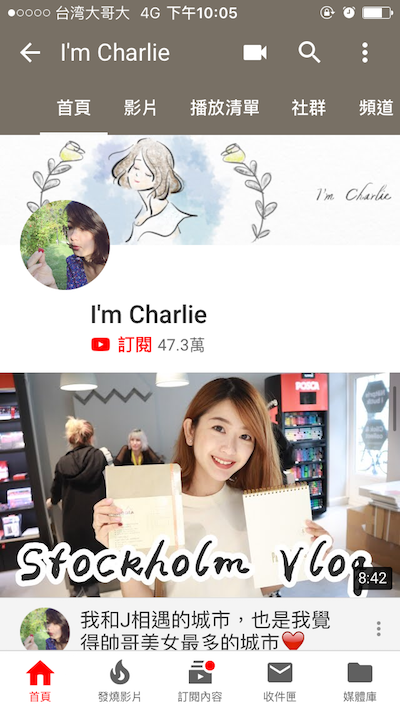 台湾大哥大 4G 下午10:05
I'm Charlie
首頁 影片 播放清單 社群 頻道
I'm Charlie
I'm Charlie
訂閱 47.3萬
POSCA
Stockholm Vlog
8:42
我和J相遇的城市，也是我覺
得帥哥美女最多的城市❤️
首頁 發燒影片 訂閱內容 收件匣 媒體庫